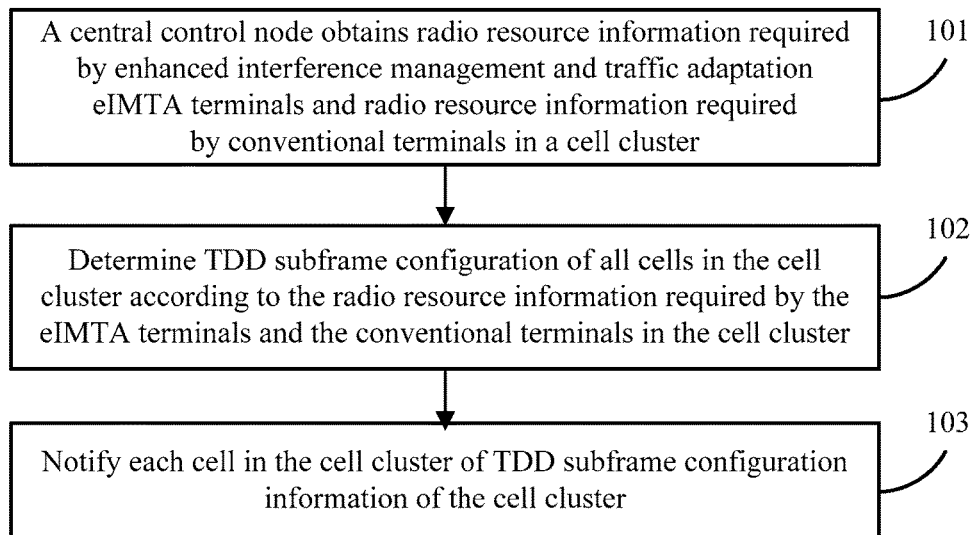 A central control node obtains radio resource information required
by enhanced interference management and traffic adaptation
eIMTA terminals and radio resource information required
by conventional terminals in a cell cluster
101
Determine TDD subframe configuration of all cells in the cell
cluster according to the radio resource information required by the
eIMTA terminals and the conventional terminals in the cell cluster
102
Notify each cell in the cell cluster of TDD subframe configuration
information of the cell cluster
103